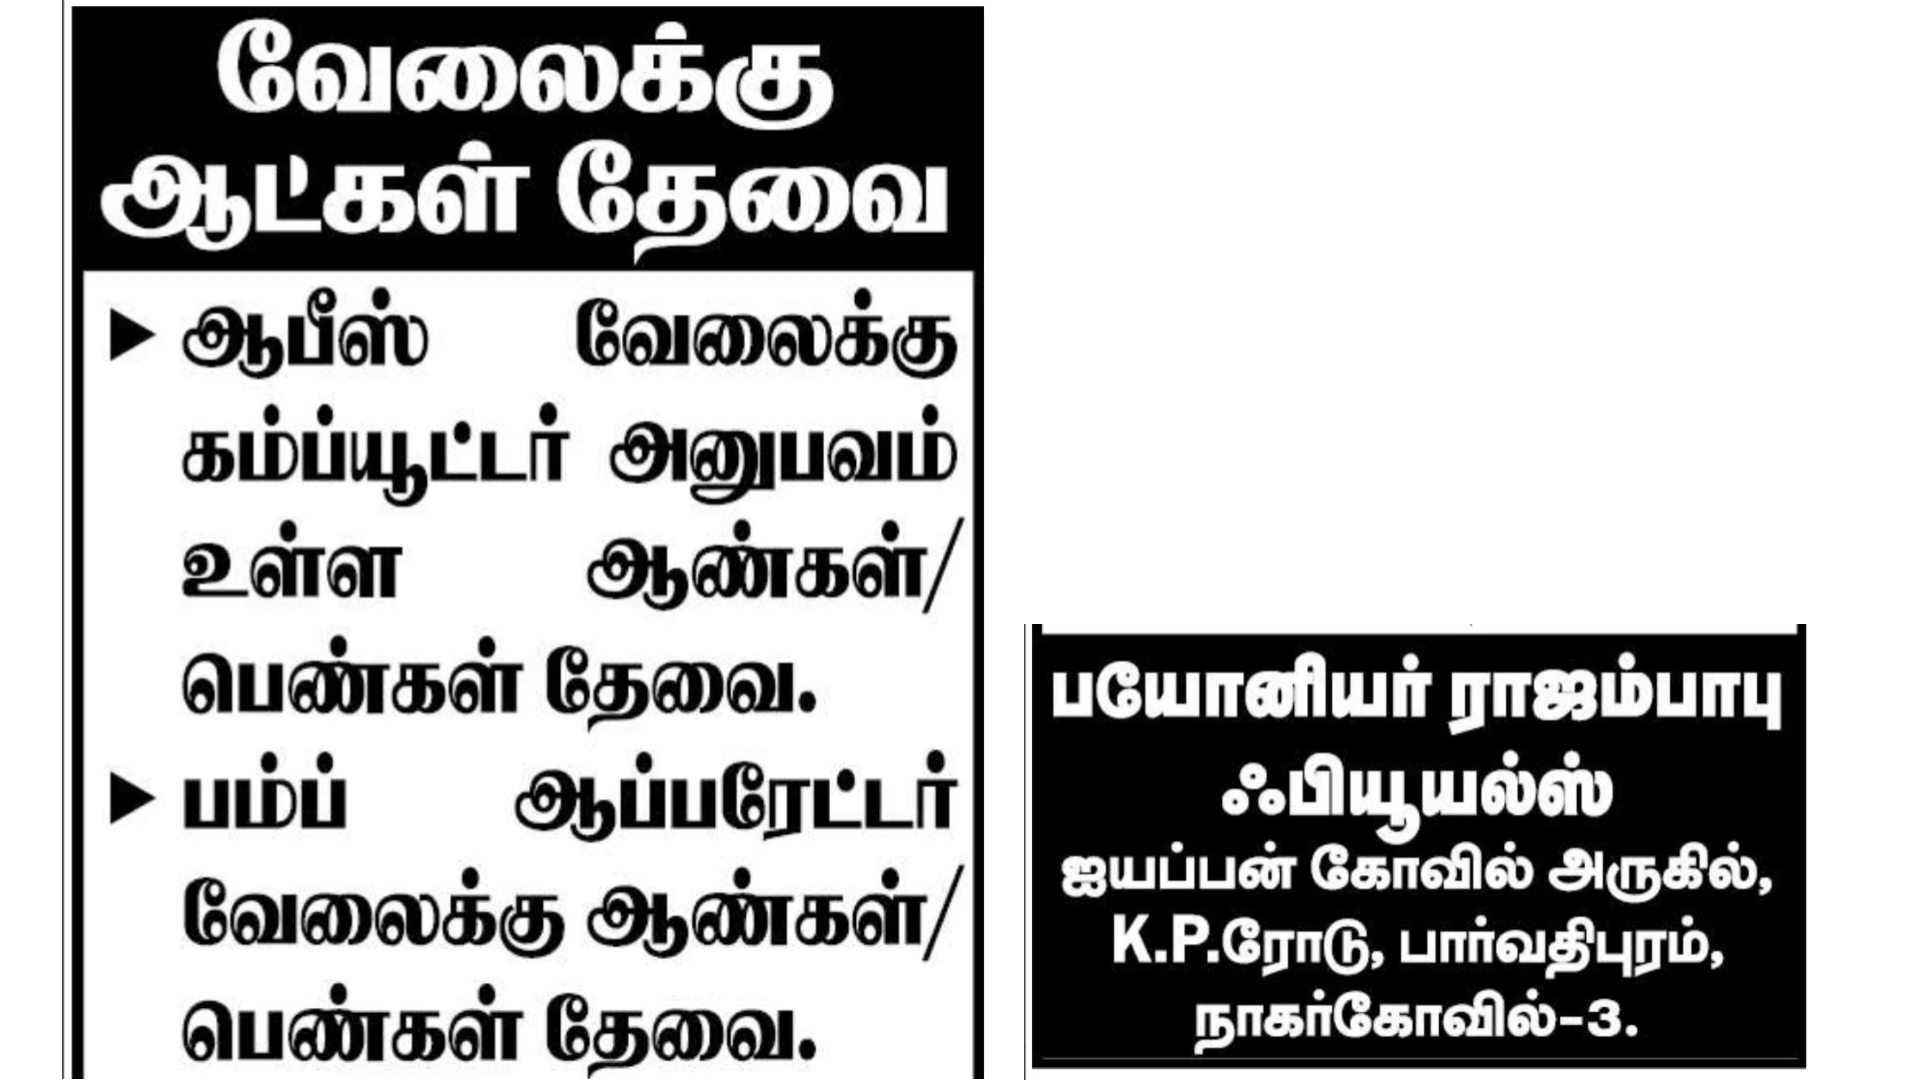 வேலைக்கு
ஆட்கள் தேவை
▶ ஆபீஸ் வேலைக்கு
கம்ப்யூட்டர் அனுபவம்
உள்ள ஆண்கள்/
பெண்கள் தேவை.
▶ பம்ப் ஆப்பரேட்டர்
வேலைக்கு ஆண்கள்/
பெண்கள் தேவை.
பயோனியர் ராஜம்பாபு
ஃபியூயல்ஸ்
ஐயப்பன் கோவில் அருகில்,
K.P.ரோடு, பார்வதிபுரம்,
நாகர்கோவில்-3.